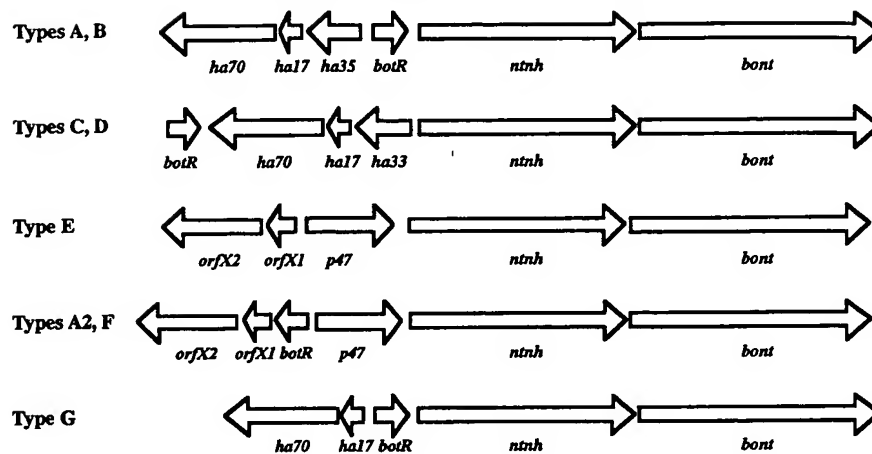 Types A, B
ha70 ha17 ha35 botR ntnh bont
Types C, D
botR ha70 ha17 ha33 ntnh bont
Type E
orfX2 orfX1 p47 ntnh bont
Types A2, F
orfX2 orfX1 botR p47 ntnh bont
Type G
ha70 ha17 botR ntnh bont